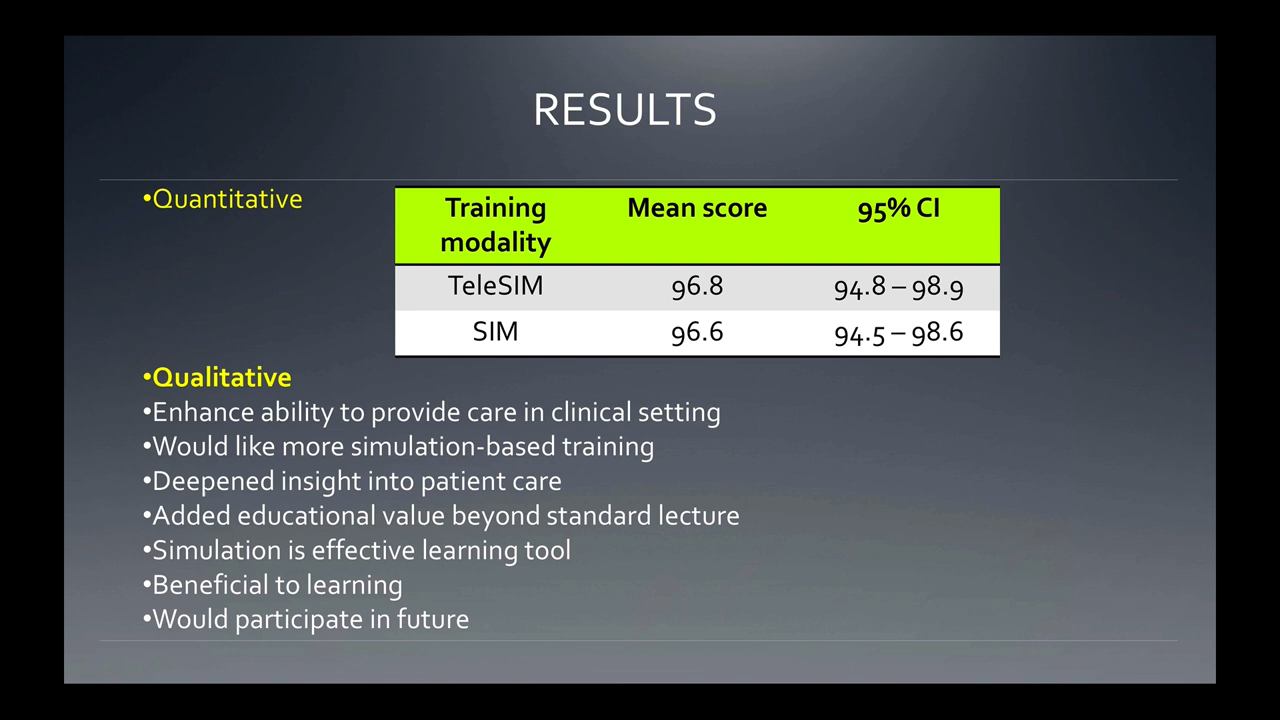 RESULTS
•Quantitative
Training modality Mean score 95% CI
TeleSIM 96.8 94.8 – 98.9
SIM 96.6 94.5 – 98.6
•Qualitative
•Enhance ability to provide care in clinical setting
•Would like more simulation-based training
•Deepened insight into patient care
•Added educational value beyond standard lecture
•Simulation is effective learning tool
•Beneficial to learning
•Would participate in future